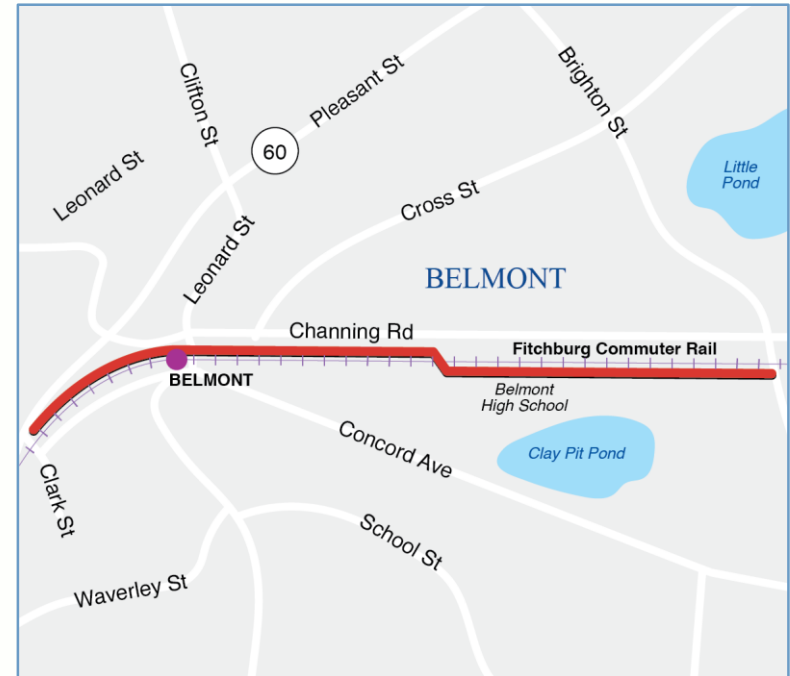 Clifton St
Pleasant St
Brighton St
60
Leonard St
Little
Pond
Cross St
Leonard St
BELMONT
Channing Rd
Fitchburg Commuter Rail
BELMONT
Belmont
High School
Concord Ave
Clay Pit Pond
Clark St
School St
Waverley St